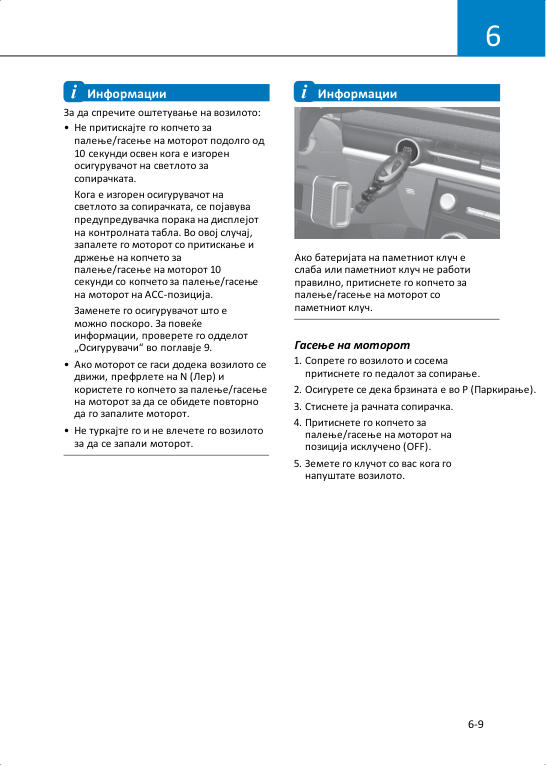 6
i Информации
За да спречите оштетување на возилото:
• Не притискајте го копчето за
палење/гасење на моторот подолго од
10 секунди освен кога е изгорен
осигурувачот на светлото за
сопирачката.
Кога е изгорен осигурувачот на
светлото за сопирачката, се појавува
предупредувачка порака на дисплејот
на контролната табла. Во овој случај,
запалете го моторот со притискање и
држење на копчето за
палење/гасење на моторот 10
секунди со копчето за палење/гасење
на моторот на ACC-позиција.
Заменете го осигурувачот што е
можно поскоро. За повеќе
информации, проверете го одделот
„Осигурувачи“ во поглавје 9.
• Ако моторот се гаси додека возилото се
движи, префрлете на N (Лер) и
користете го копчето за палење/гасење
на моторот за да се обидете повторно
да го запалите моторот.
• Не туркајте го и не влечете го возилото
за да се запали моторот.
i Информации
Ако батеријата на паметниот клуч е
слаба или паметниот клуч не работи
правилно, притиснете го копчето за
палење/гасење на моторот со
паметниот клуч.
Гасење на моторот
1. Сопрете го возилото и сосема
притиснете го педалот за сопирање.
2. Осигурете се дека брзината е во P (Паркирање).
3. Стиснете ја рачната сопирачка.
4. Притиснете го копчето за
палење/гасење на моторот на
позиција исклучено (OFF).
5. Земете го клучот со вас кога го
напуштате возилото.
6-9